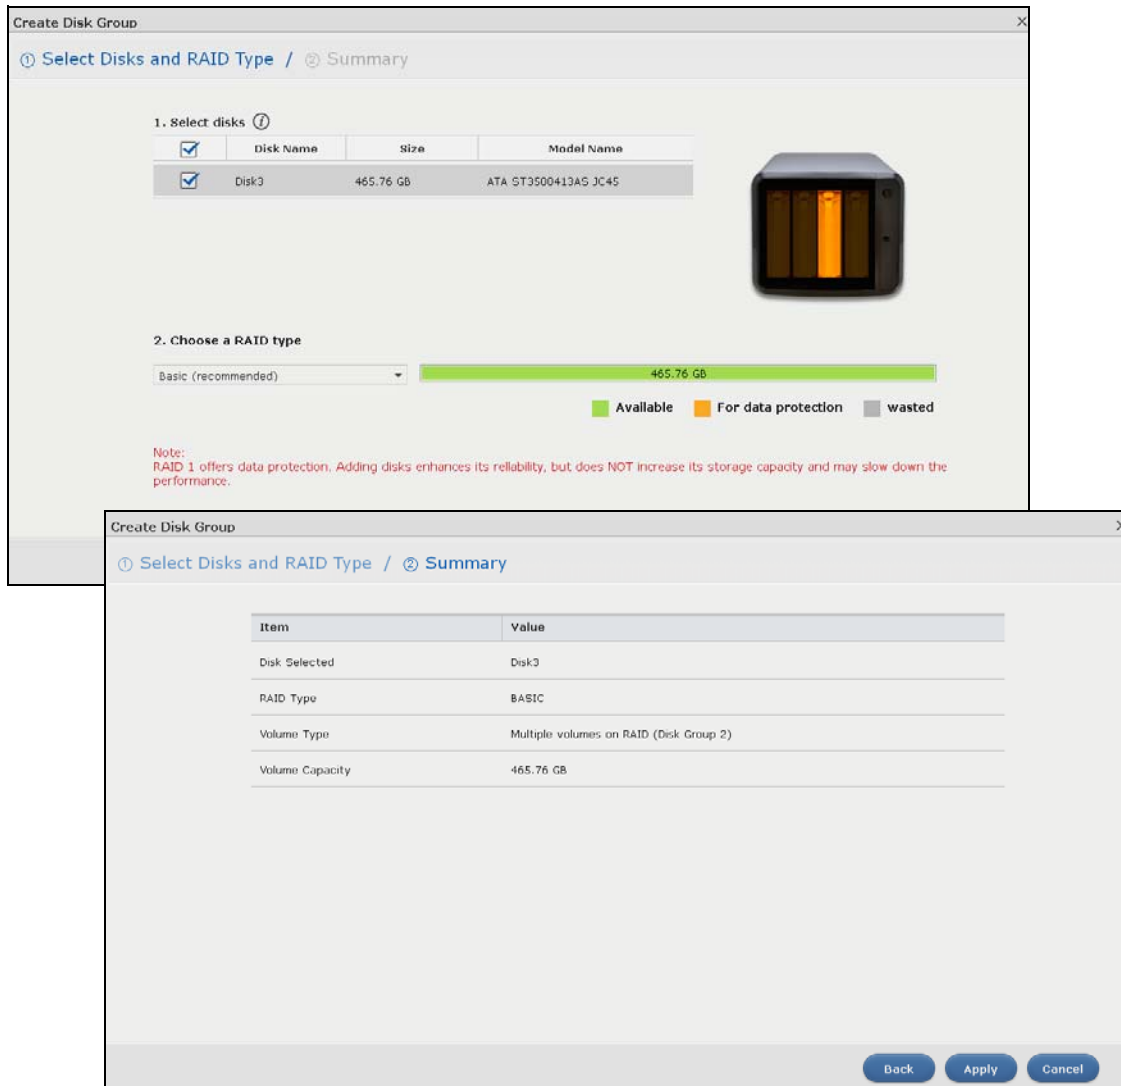 Create Disk Group X
① Select Disks and RAID Type / ② Summary
1. Select disks i
Disk Name Size Model Name
Disk3 465.76 GB ATA ST3500413AS JC45
2. Choose a RAID type
Basic (recommended) 465.76 GB
Available For data protection wasted
Note:
RAID 1 offers data protection. Adding disks enhances its reliability, but does NOT increase its storage capacity and may slow down the
performance.
Create Disk Group X
① Select Disks and RAID Type / ② Summary
Item Value
Disk Selected Disk3
RAID Type BASIC
Volume Type Multiple volumes on RAID (Disk Group 2)
Volume Capacity 465.76 GB
Back Apply Cancel